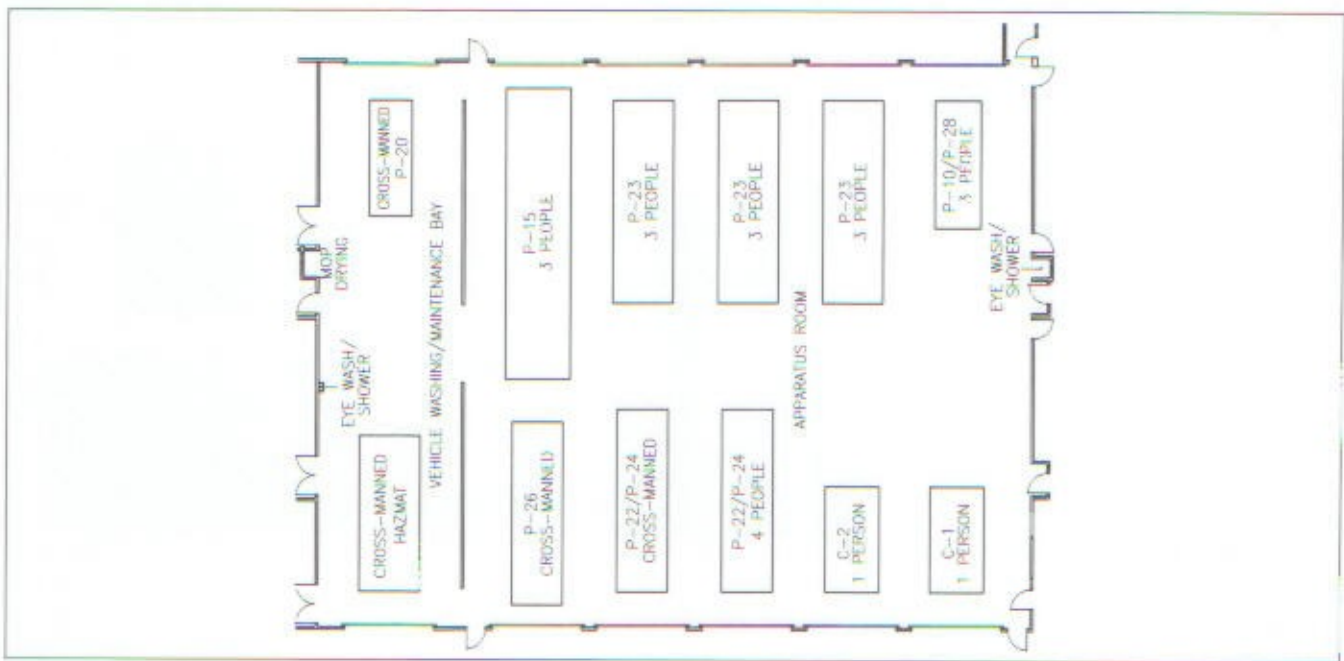 CROSS-MANNED
P-20
MOP
DRYING
EYE WASH/
SHOWER
CROSS-MANNED
HAZMAT
VEHICLE WASHING/MAINTENANCE BAY
P-15
3 PEOPLE
P-26
CROSS-MANNED
P-23
3 PEOPLE
P-22/P-24
CROSS-MANNED
P-23
3 PEOPLE
P-22/P-24
4 PEOPLE
APPARATUS ROOM
P-23
3 PEOPLE
C-2
1 PERSON
P-10/P-28
3 PEOPLE
C-1
1 PERSON
EYE WASH/
SHOWER